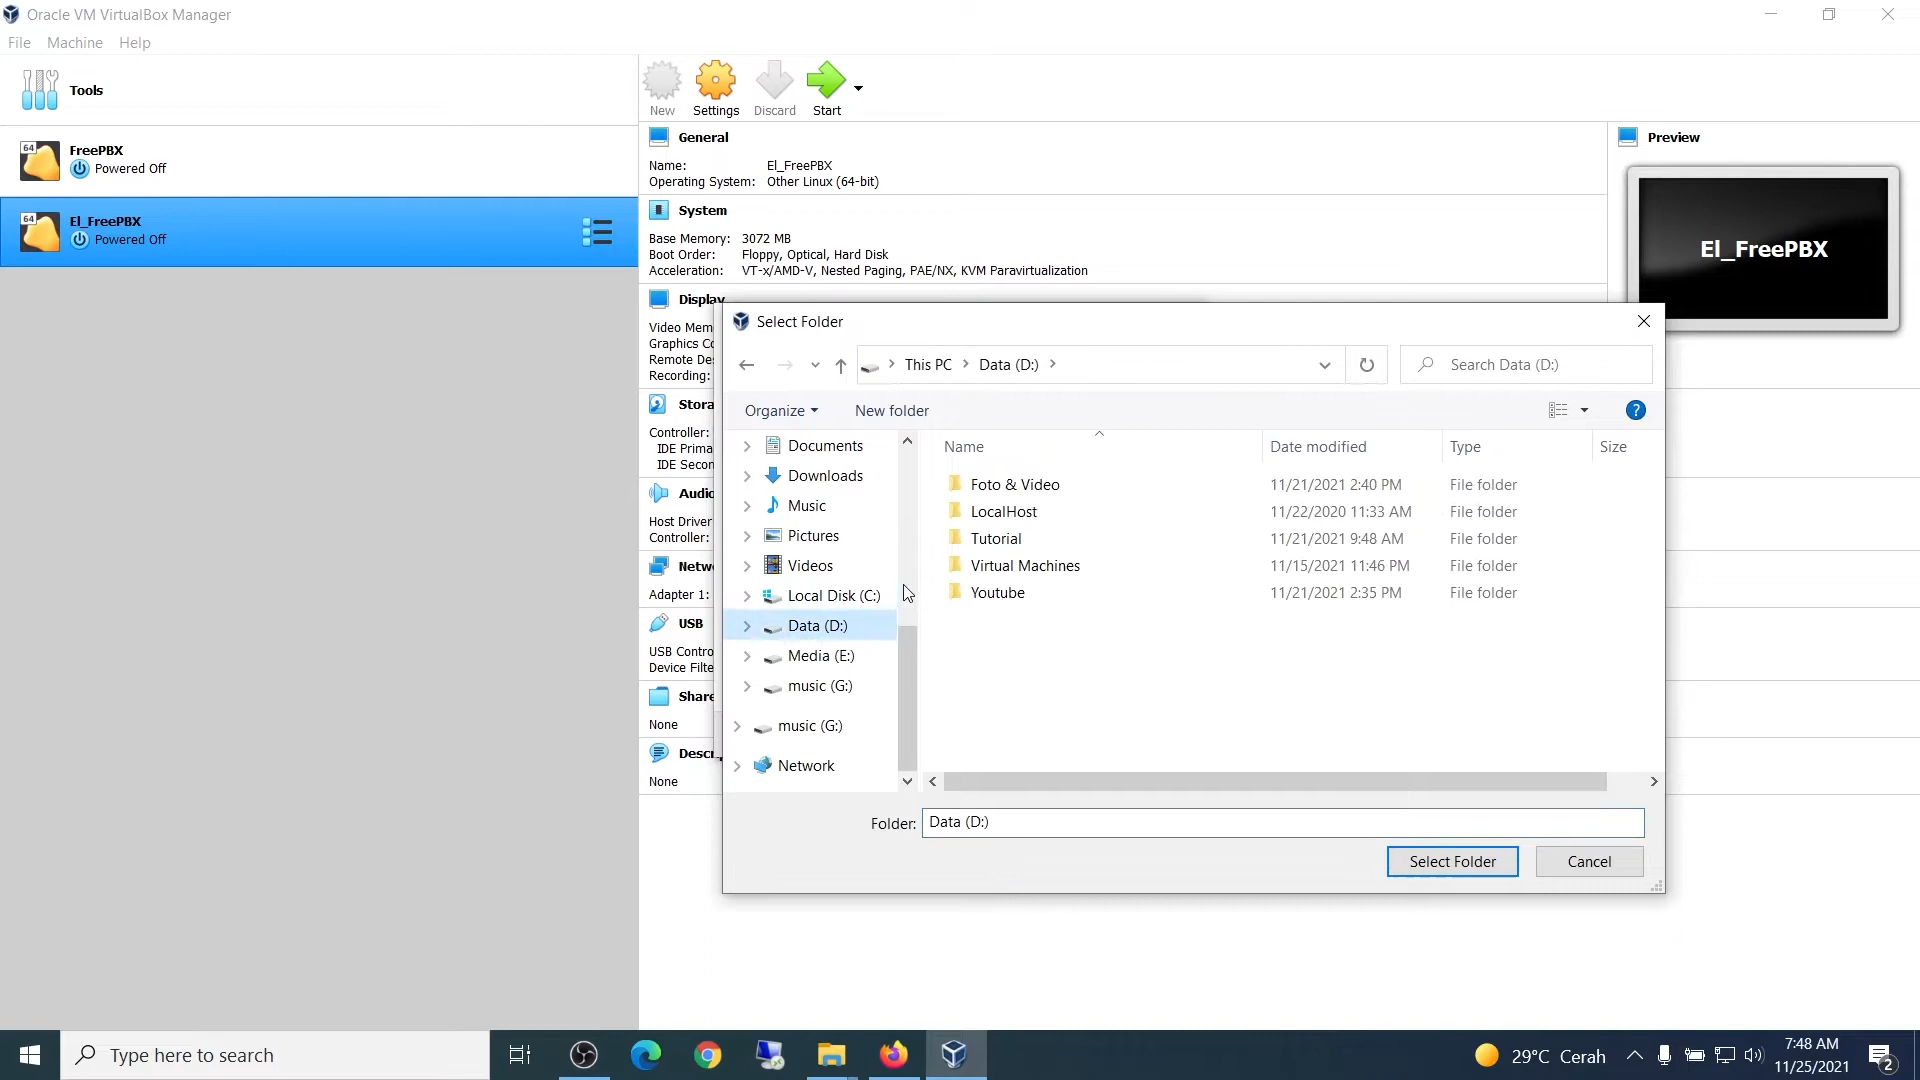 Oracle VM VirtualBox Manager
File Machine Help
Tools
New Settings Discard Start
64 FreePBX
Powered Off
64 El_FreePBX
Powered Off
General
Name: El_FreePBX
Operating System: Other Linux (64-bit)
System
Base Memory: 3072 MB
Boot Order: Floppy, Optical, Hard Disk
Acceleration: VT-x/AMD-V, Nested Paging, PAE/NX, KVM Paravirtualization
Display
Video Mem
Graphics Co
Remote De
Recording:
Stora
Controller:
IDE Prima
IDE Secon
Audio
Host Driver
Controller:
Netw
Adapter 1:
USB
USB Contro
Device Filte
Share
None
Descr
None
Preview
El_FreePBX
Select Folder
This PC Data (D:)
Search Data (D:)
Organize New folder
?
Documents
Downloads
Music
Pictures
Videos
Local Disk (C:)
Data (D:)
Media (E:)
music (G:)
music (G:)
Network
Name Date modified Type Size
Foto & Video 11/21/2021 2:40 PM File folder
LocalHost 11/22/2020 11:33 AM File folder
Tutorial 11/21/2021 9:48 AM File folder
Virtual Machines 11/15/2021 11:46 PM File folder
Youtube 11/21/2021 2:35 PM File folder
Folder: Data (D:)
Select Folder Cancel
Type here to search
29°C Cerah
7:48 AM
11/25/2021
2